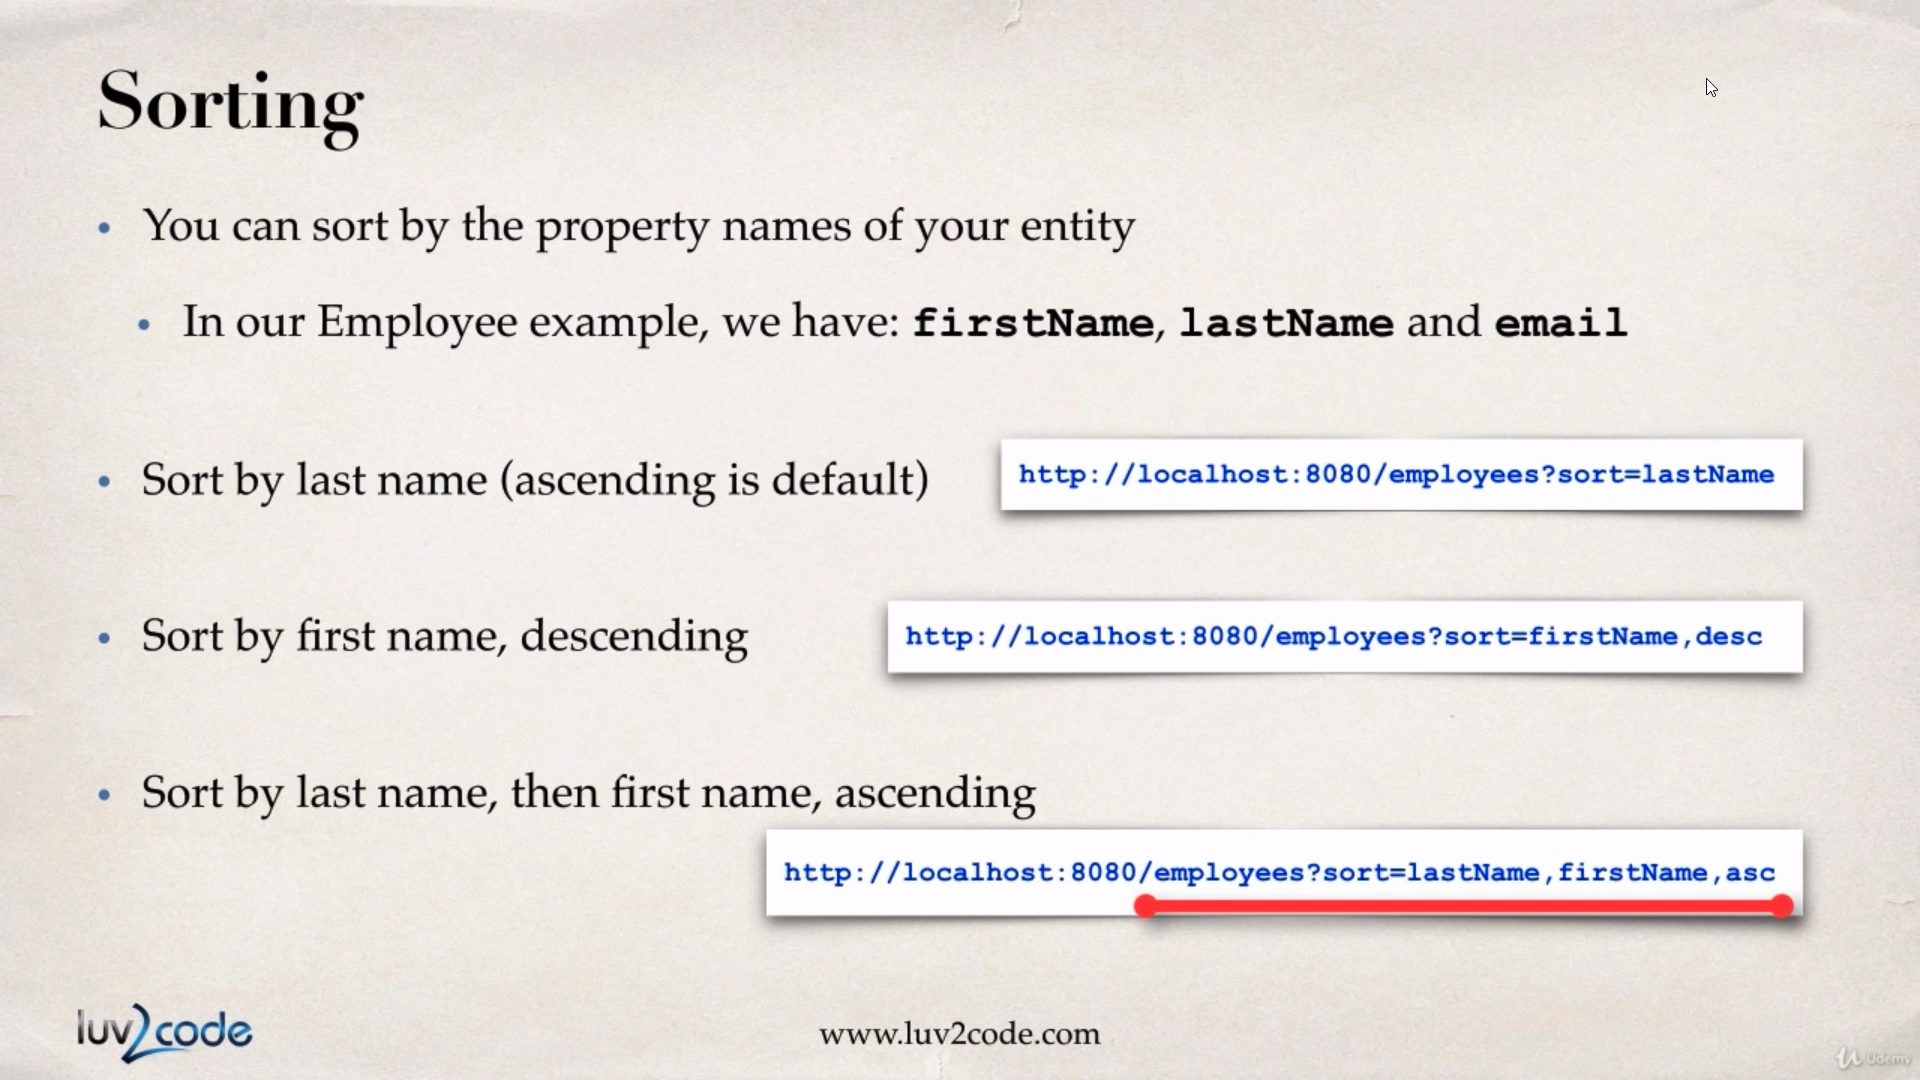 Sorting
• You can sort by the property names of your entity
• In our Employee example, we have: firstName, lastName and email
• Sort by last name (ascending is default)
http://localhost:8080/employees?sort=lastName
• Sort by first name, descending
http://localhost:8080/employees?sort=firstName,desc
• Sort by last name, then first name, ascending
http://localhost:8080/employees?sort=lastName,firstName,asc
luv2code
www.luv2code.com
Udemy